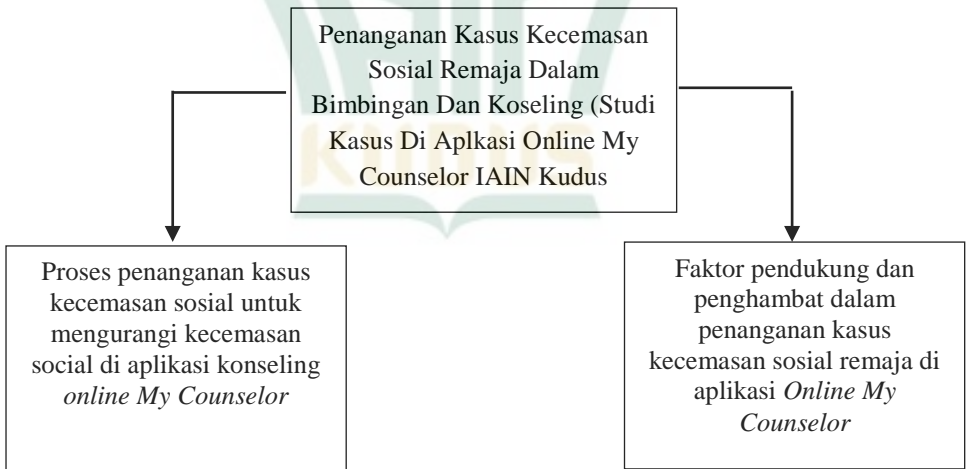 Penanganan Kasus Kecemasan
Sosial Remaja Dalam
Bimbingan Dan Koseling (Studi
Kasus Di Aplkasi Online My
Counselor IAIN Kudus
KUDUS
Proses penanganan kasus
kecemasan sosial untuk
mengurangi kecemasan
social di aplikasi konseling
online My Counselor
Faktor pendukung dan
penghambat dalam
penanganan kasus
kecemasan sosial remaja di
aplikasi Online My
Counselor